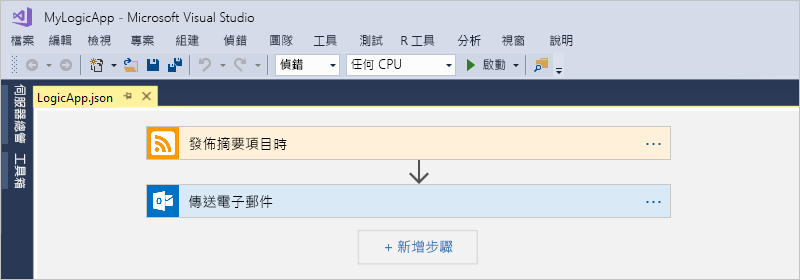 MyLogicApp - Microsoft Visual Studio
檔案 編輯 檢視 專案 組建 偵錯 團隊 工具 測試 R 工具 分析 視窗 說明
偵錯 任何 CPU 啟動
伺服器總管 工具箱
LogicApp.json
發佈摘要項目時
傳送電子郵件
+ 新增步驟